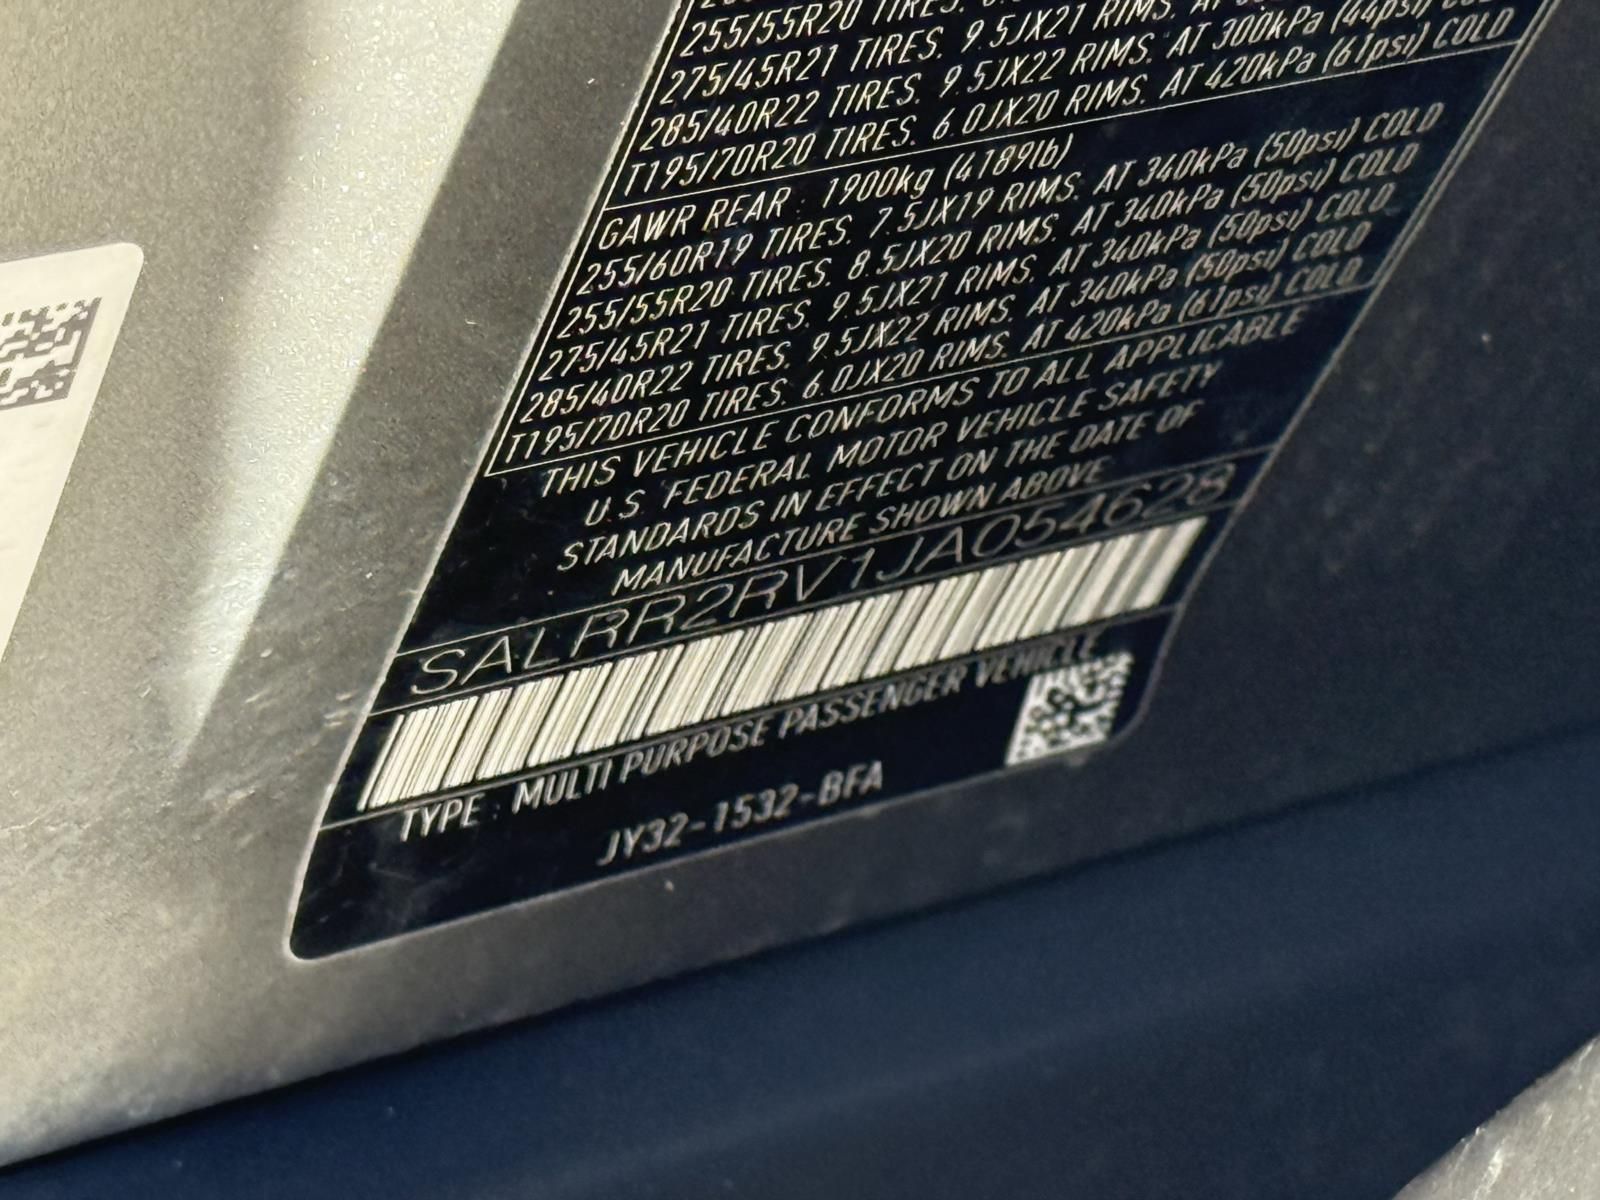 255/55R20 TIRES.
275/45R21 TIRES. 9.5JX21 RIMS. AT
285/40R22 TIRES. 9.5JX22 RIMS. AT 300kPa (44psi)
T195/70R20 TIRES. 6.0JX20 RIMS. AT 420kPa (61psi) COLD
GAWR REAR : 1900kg (4189lb)
255/60R19 TIRES. 7.5JX19 RIMS. AT 340kPa (50psi) COLD
255/55R20 TIRES. 8.5JX20 RIMS. AT 340kPa (50psi) COLD
275/45R21 TIRES. 9.5JX21 RIMS. AT 340kPa (50psi) COLD
285/40R22 TIRES. 9.5JX22 RIMS. AT 340kPa (50psi) COLD
T195/70R20 TIRES. 6.0JX20 RIMS. AT 420kPa (61psi) COLD
THIS VEHICLE CONFORMS TO ALL APPLICABLE
U.S. FEDERAL MOTOR VEHICLE SAFETY
STANDARDS IN EFFECT ON THE DATE OF
MANUFACTURE SHOWN ABOVE
SALRR2RV1JA054628
TYPE : MULTI PURPOSE PASSENGER VEHICLE
JY32-1532-BFA